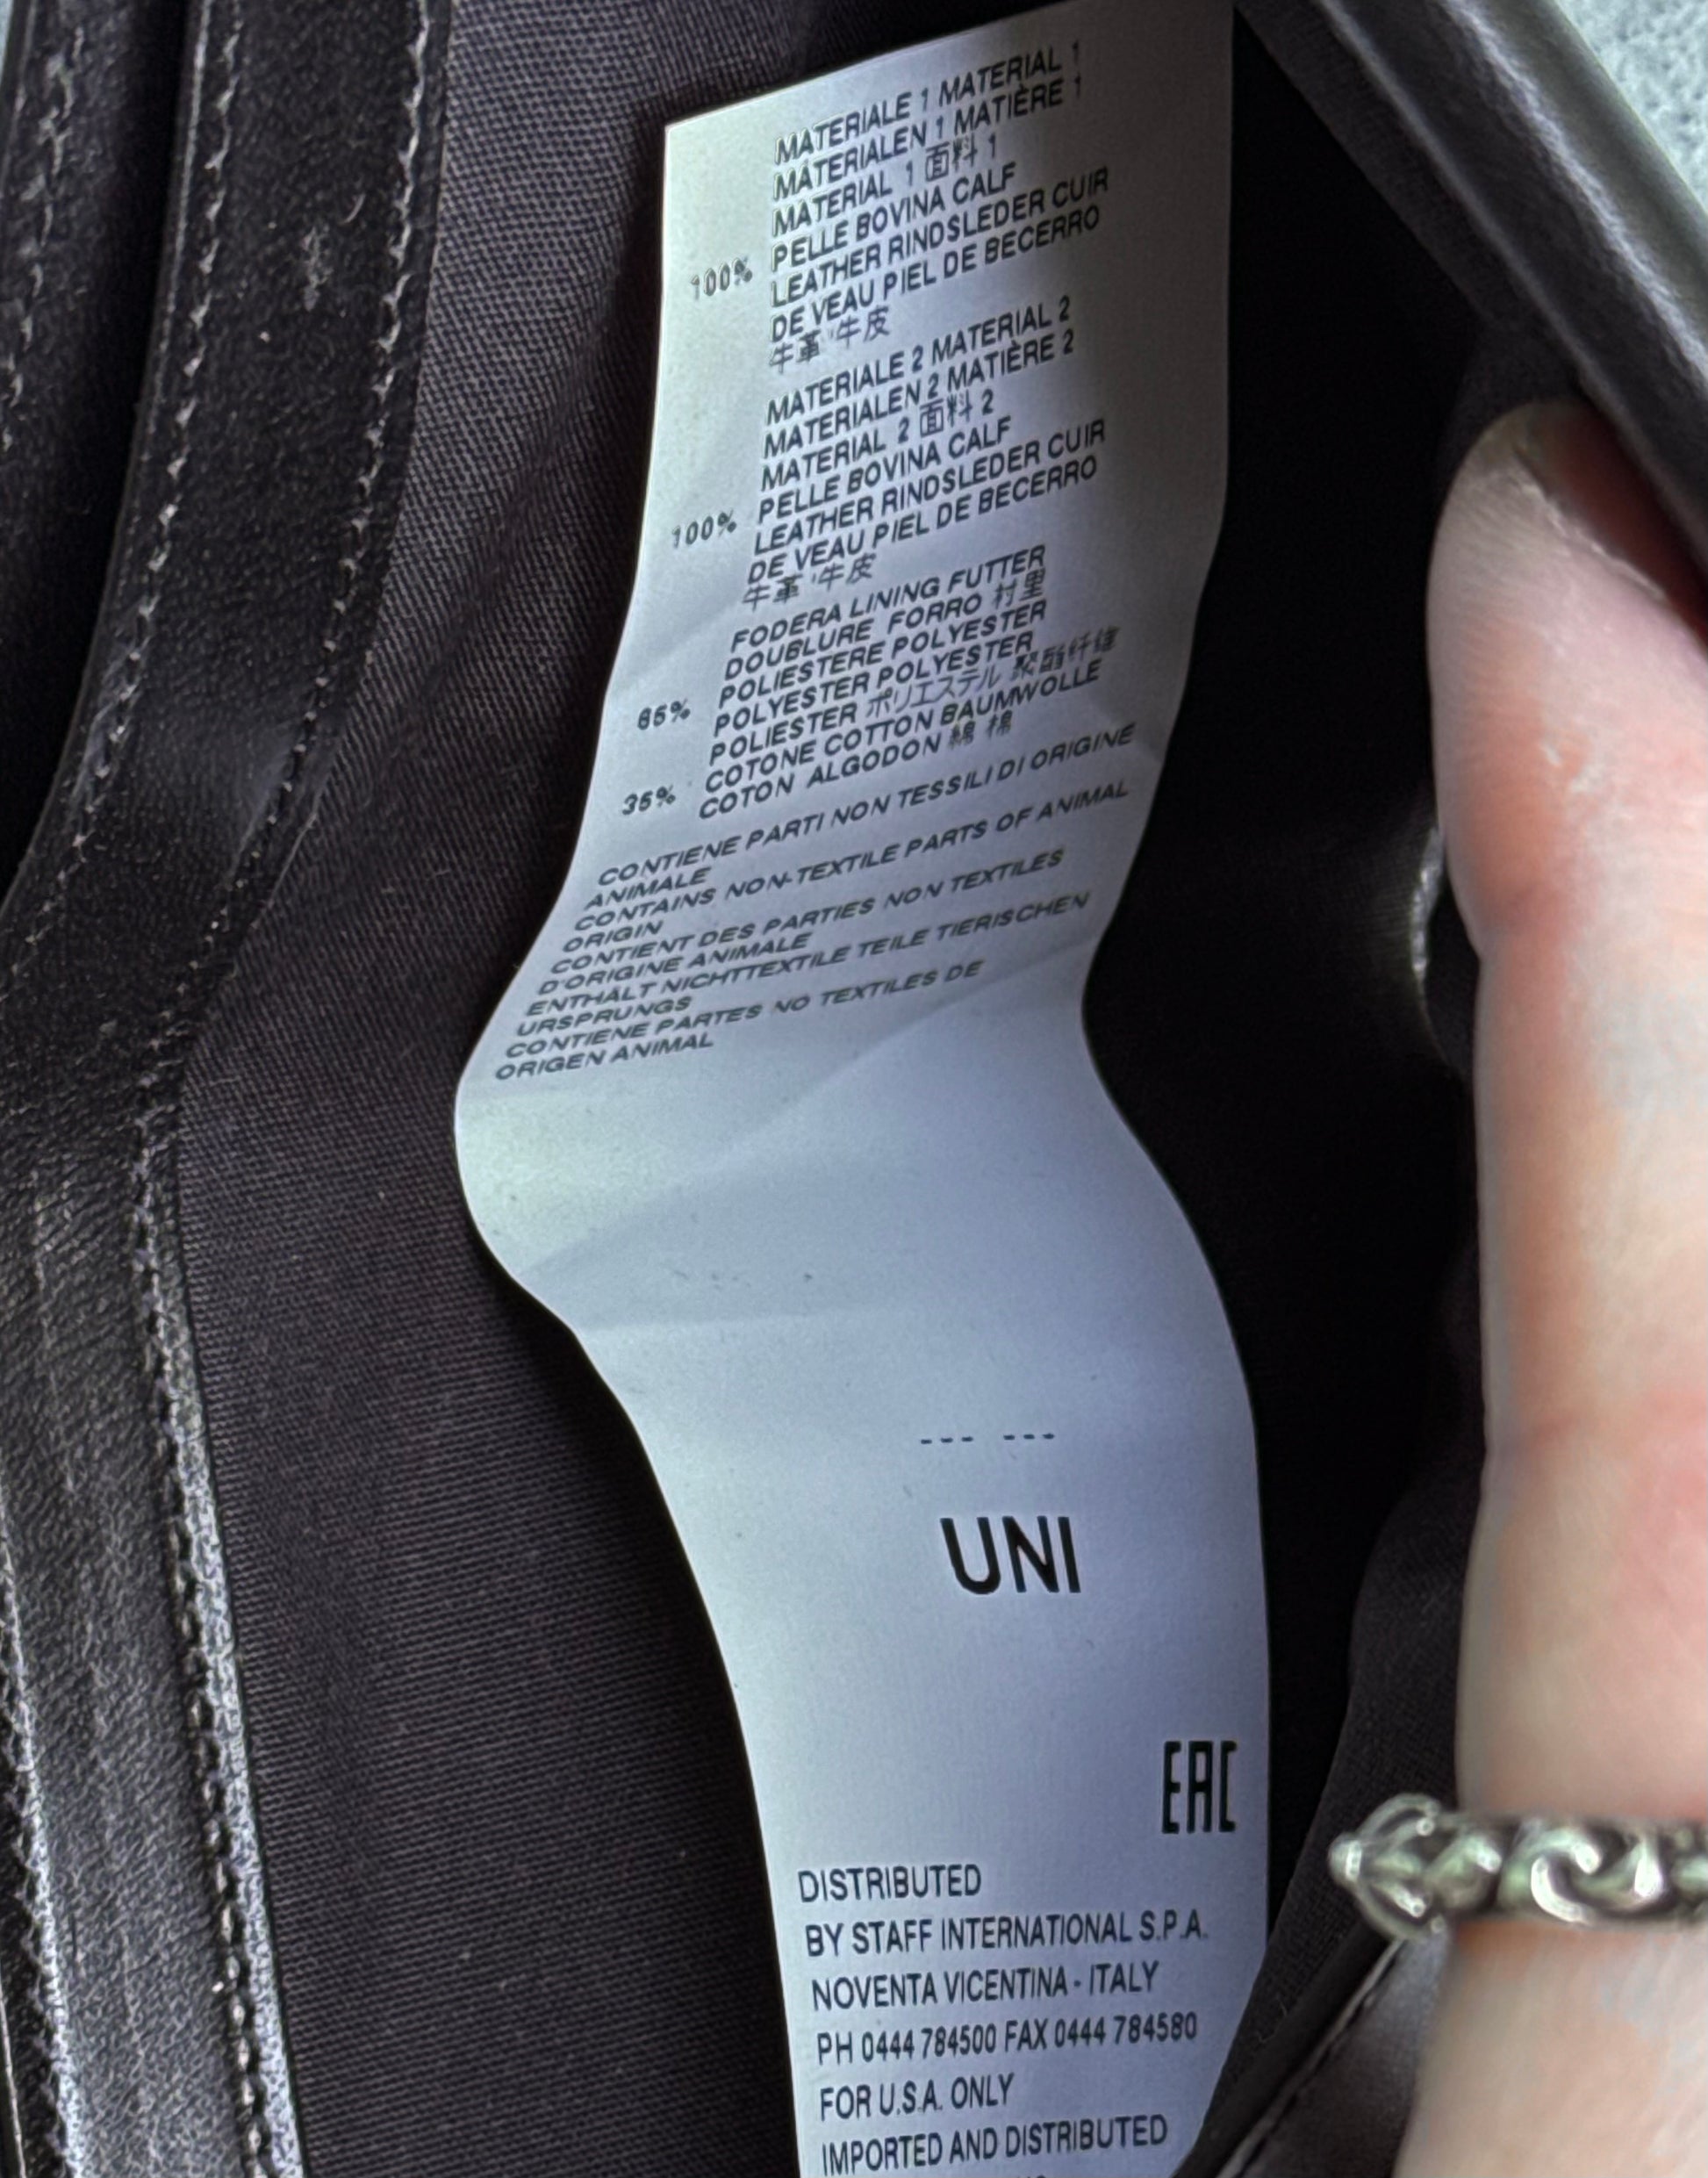 MATERIALE 1 MATERIAL 1
MATERIALEN 1 MATIÈRE 1
MATERIAL 1 面料 1
100% PELLE BOVINA CALF
LEATHER RINDSLEDER CUIR
DE VEAU PIEL DE BECERRO
牛革 牛皮
MATERIALE 2 MATERIAL 2
MATERIALEN 2 MATIÈRE 2
MATERIAL 2 面料 2
100% PELLE BOVINA CALF
LEATHER RINDSLEDER CUIR
DE VEAU PIEL DE BECERRO
牛革 牛皮
FODERA LINING FUTTER
DOUBLURE FORRO 村里
65% POLIESTERE POLYESTER
POLYESTER POLYESTER
POLIESTER ポリエステル 聚酯纤维
35% COTONE COTTON BAUMWOLLE
COTON ALGODON 綿 棉
CONTIENE PARTI NON TESSILI DI ORIGINE
ANIMALE
CONTAINS NON-TEXTILE PARTS OF ANIMAL
ORIGIN
CONTIENT DES PARTIES NON TEXTILES
D'ORIGINE ANIMALE
ENTHÄLT NICHTTEXTILE TEILE TIERISCHEN
URSPRUNGS
CONTIENE PARTES NO TEXTILES DE
ORIGEN ANIMAL
--- ---
UNI
EAC
DISTRIBUTED
BY STAFF INTERNATIONAL S.P.A.
NOVENTA VICENTINA - ITALY
PH 0444 784500 FAX 0444 784580
FOR U.S.A. ONLY
IMPORTED AND DISTRIBUTED